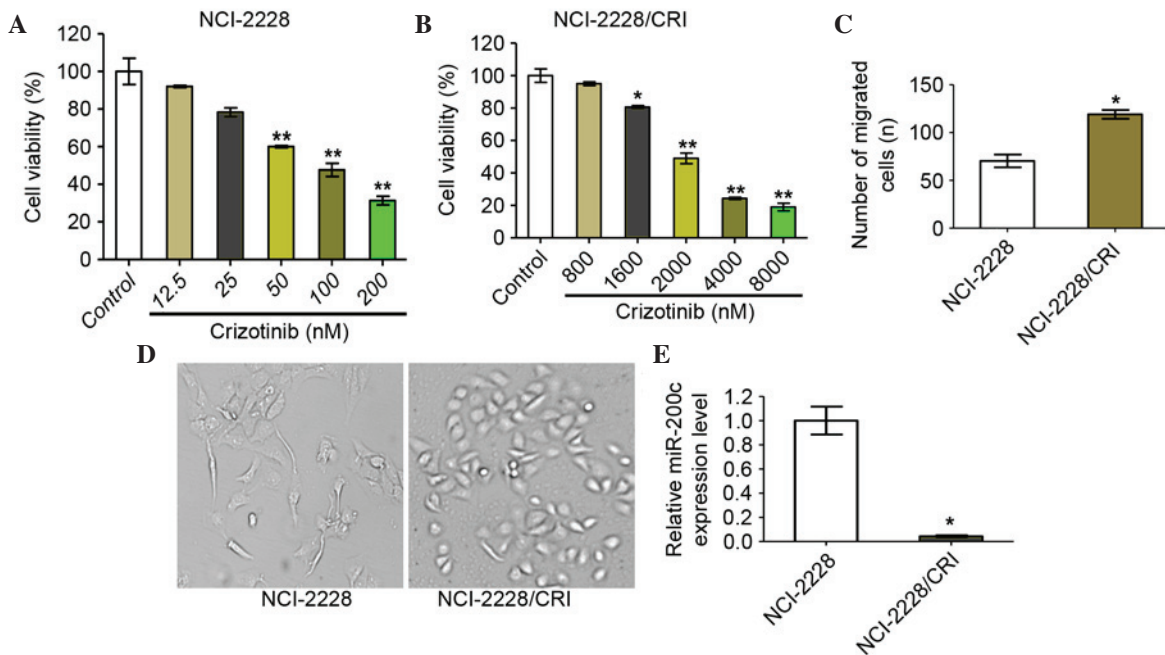 A
NCI-2228
Cell viability (%)
120
100
80
60
40
20
0
**
**
**
Control
12.5
25
50
100
200
Crizotinib (nM)
B
NCI-2228/CRI
Cell viability (%)
120
100
80
60
40
20
0
*
**
**
**
Control
800
1600
2000
4000
8000
Crizotinib (nM)
C
Number of migrated
cells (n)
150
100
50
0
*
NCI-2228
NCI-2228/CRI
D
NCI-2228
NCI-2228/CRI
E
Relative miR-200c
expression level
1.2
1.0
0.8
0.6
0.4
0.2
0.0
*
NCI-2228
NCI-2228/CRI